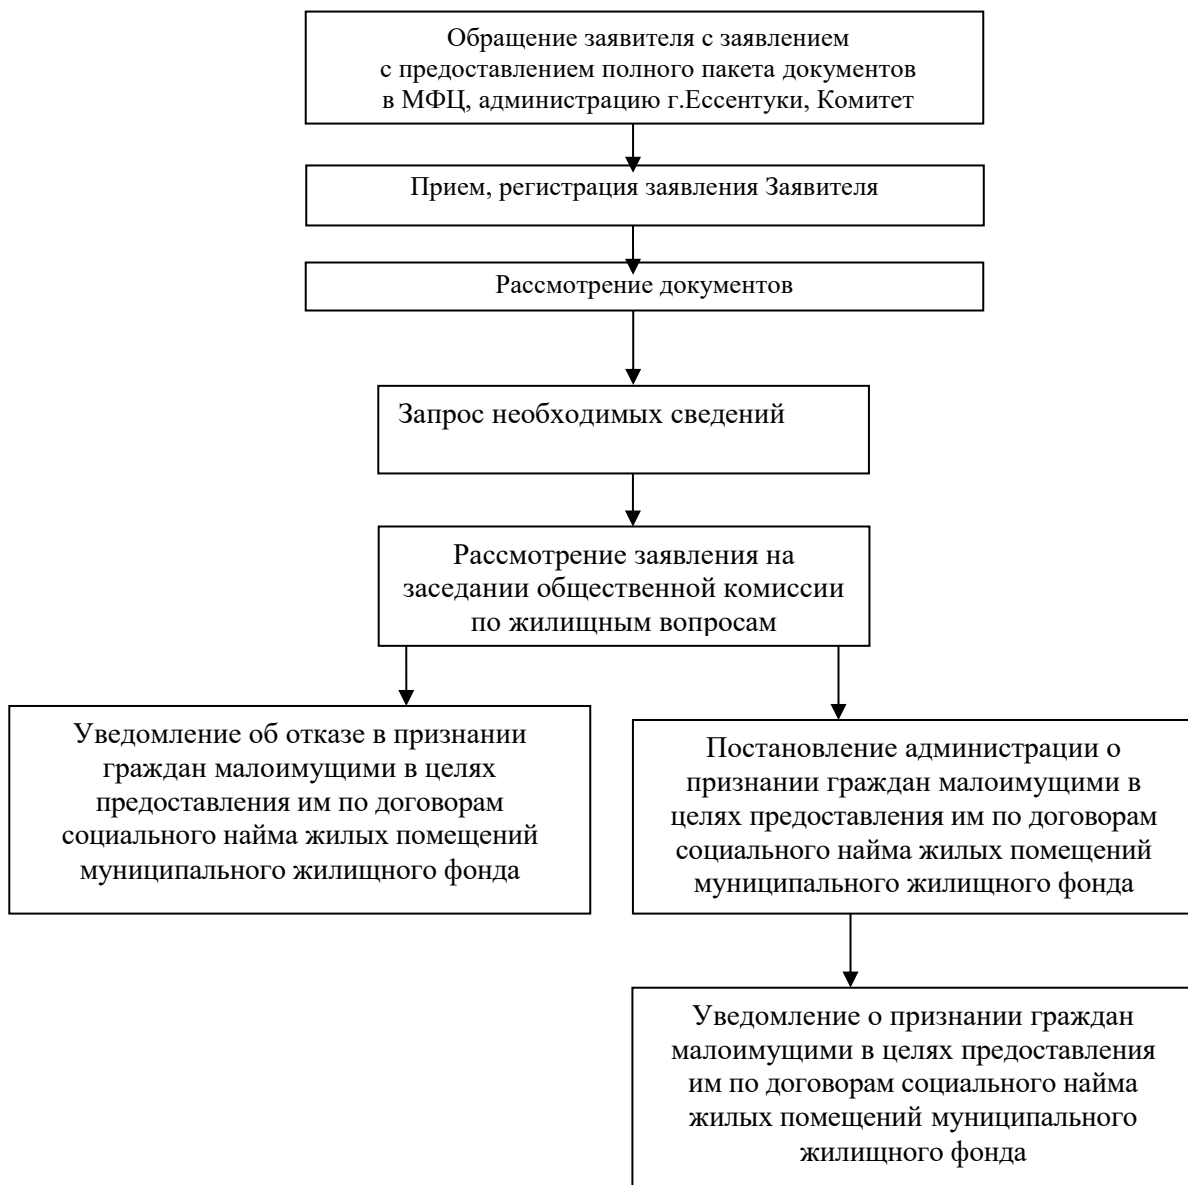 Обращение заявителя с заявлением
с предоставлением полного пакета документов
в МФЦ, администрацию г.Ессентуки, Комитет
Прием, регистрация заявления Заявителя
Рассмотрение документов
Запрос необходимых сведений
Рассмотрение заявления на
заседании общественной комиссии
по жилищным вопросам
Уведомление об отказе в признании
граждан малоимущими в целях
предоставления им по договорам
социального найма жилых помещений
муниципального жилищного фонда
Постановление администрации о
признании граждан малоимущими в
целях предоставления им по договорам
социального найма жилых помещений
муниципального жилищного фонда
Уведомление о признании граждан
малоимущими в целях предоставления
им по договорам социального найма
жилых помещений муниципального
жилищного фонда